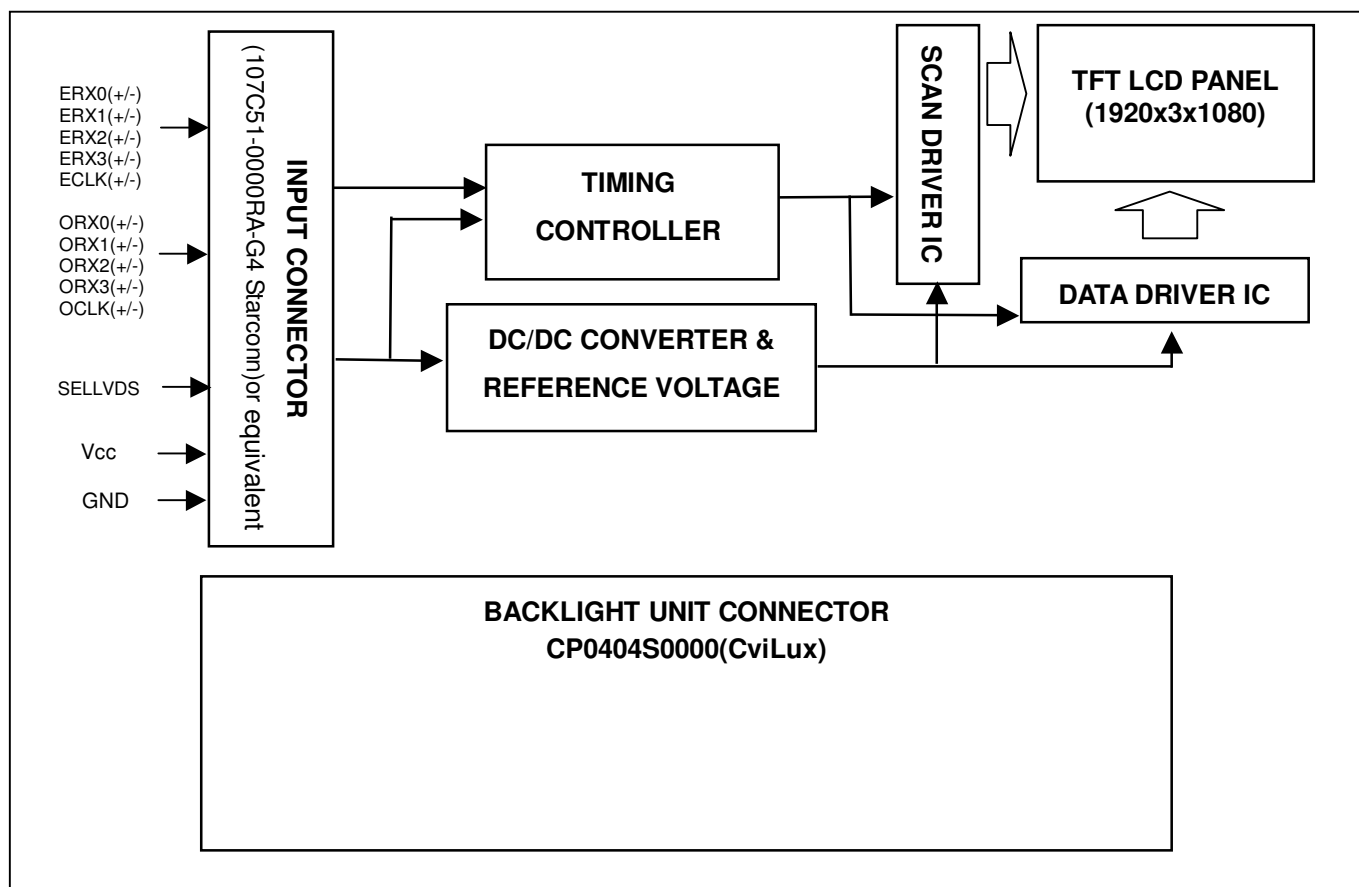 ERX0(+/-)
ERX1(+/-)
ERX2(+/-)
ERX3(+/-)
ECLK(+/-)
ORX0(+/-)
ORX1(+/-)
ORX2(+/-)
ORX3(+/-)
OCLK(+/-)
SELLVDS
Vcc
GND
INPUT CONNECTOR
(107C51-0000RA-G4 Starconn)or equivalent
TIMING
CONTROLLER
DC/DC CONVERTER &
REFERENCE VOLTAGE
SCAN DRIVER IC
TFT LCD PANEL
(1920x3x1080)
DATA DRIVER IC
BACKLIGHT UNIT CONNECTOR
CP0404S0000(CviLux)